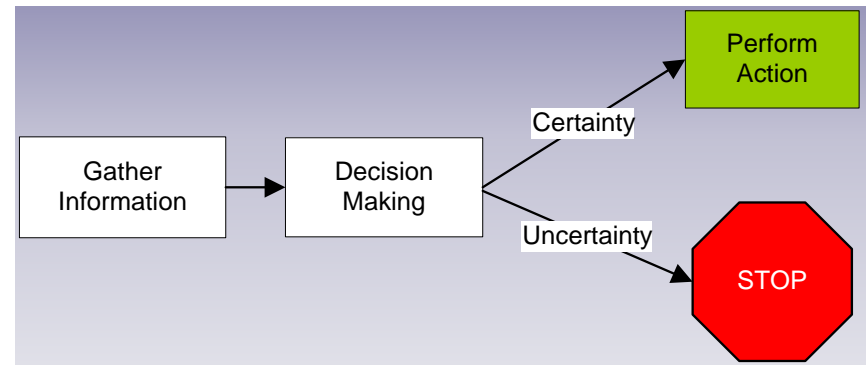 Perform
Action
Certainty
Gather
Information
Decision
Making
Uncertainty
STOP